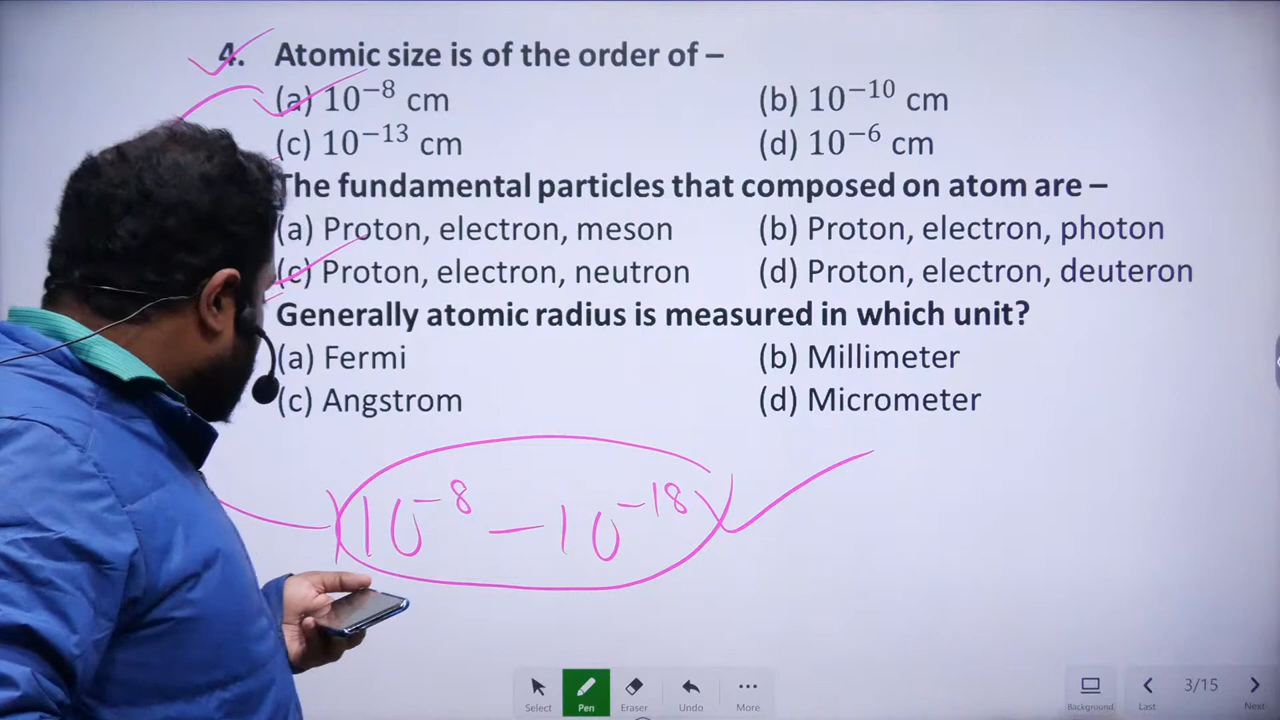 4. Atomic size is of the order of –
(a) 10⁻⁸ cm (b) 10⁻¹⁰ cm
(c) 10⁻¹³ cm (d) 10⁻⁶ cm
The fundamental particles that composed on atom are –
(a) Proton, electron, meson (b) Proton, electron, photon
(c) Proton, electron, neutron (d) Proton, electron, deuteron
Generally atomic radius is measured in which unit?
(a) Fermi (b) Millimeter
(c) Angstrom (d) Micrometer
10⁻⁸ – 10⁻¹⁸
Select Pen Eraser Undo More Background Last 3/15 Next